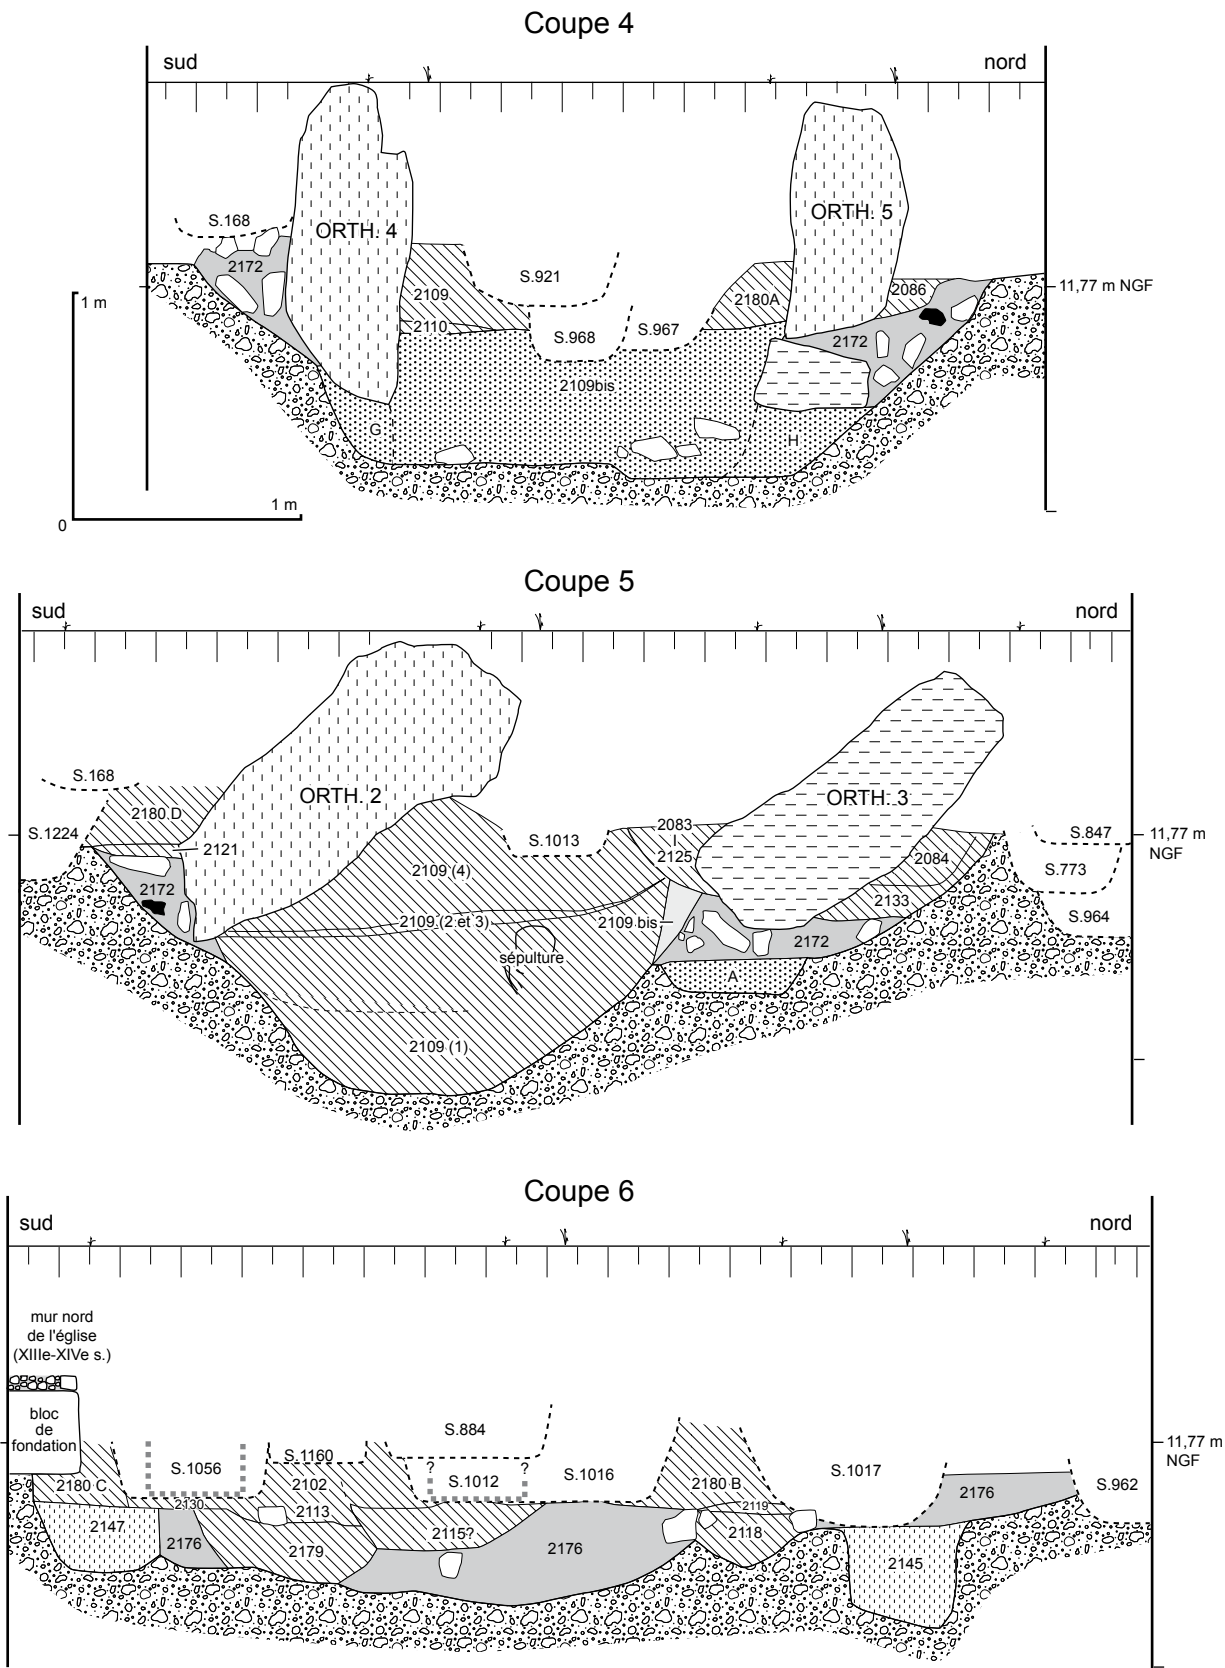 Coupe 4
sud
nord
S.168
ORTH. 4
ORTH. 5
2172
S.921
2109
2180A
2086
11,77 m NGF
1 m
2110
S.968
S.967
2172
2109bis
G
H
1 m
0
Coupe 5
sud
nord
S.168
ORTH. 2
ORTH. 3
2180 D
S.1224
2121
S.1013
2083
S.847
11,77 m
NGF
2125
2084
S.773
2109 (4)
2172
2133
2109 (2 et 3)
2109 bis
S.964
2172
sépulture
A
2109 (1)
Coupe 6
sud
nord
mur nord
de l'église
(XIIIe-XIVe s.)
bloc
de
fondation
S.884
11,77 m
NGF
S.1160
S.1056
?
?
S.1012
S.1016
S.1017
2180 C
2102
2180 B
2176
S.962
2130
2113
2119
2147
2115?
2118
2176
2179
2176
2145